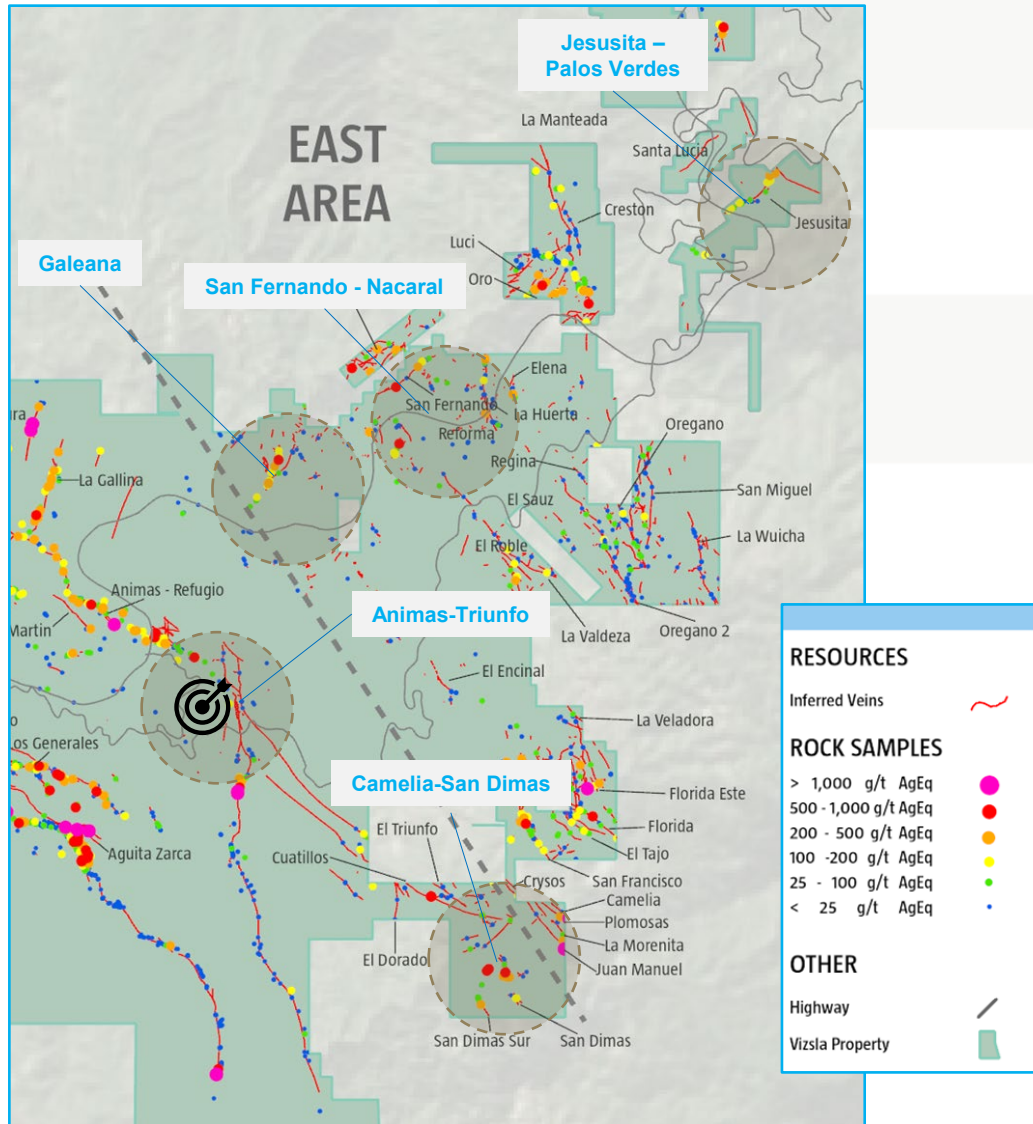 Jesusita –
Palos Verdes
La Manteada
EAST
AREA
Santa Lucia
Creston
Jesusita
Luci
Galeana
San Fernando - Nacaral
Oro
Elena
San Fernando
La Huerta
Reforma
Oregano
Regina
La Gallina
San Miguel
El Sauz
La Wuicha
El Roble
Animas - Refugio
Animas-Triunfo
Martin
La Valdeza
Oregano 2
El Encinal
La Veladora
os Generales
Camelia-San Dimas
Florida Este
El Triunfo
Florida
Aguita Zarca
Cuatillos
El Tajo
San Francisco
Crysos
Camelia
Plomosas
La Morenita
El Dorado
Juan Manuel
San Dimas Sur
San Dimas
RESOURCES
Inferred Veins
ROCK SAMPLES
> 1,000 g/t AgEq
500 - 1,000 g/t AgEq
200 - 500 g/t AgEq
100 -200 g/t AgEq
25 - 100 g/t AgEq
< 25 g/t AgEq
OTHER
Highway
Vizsla Property